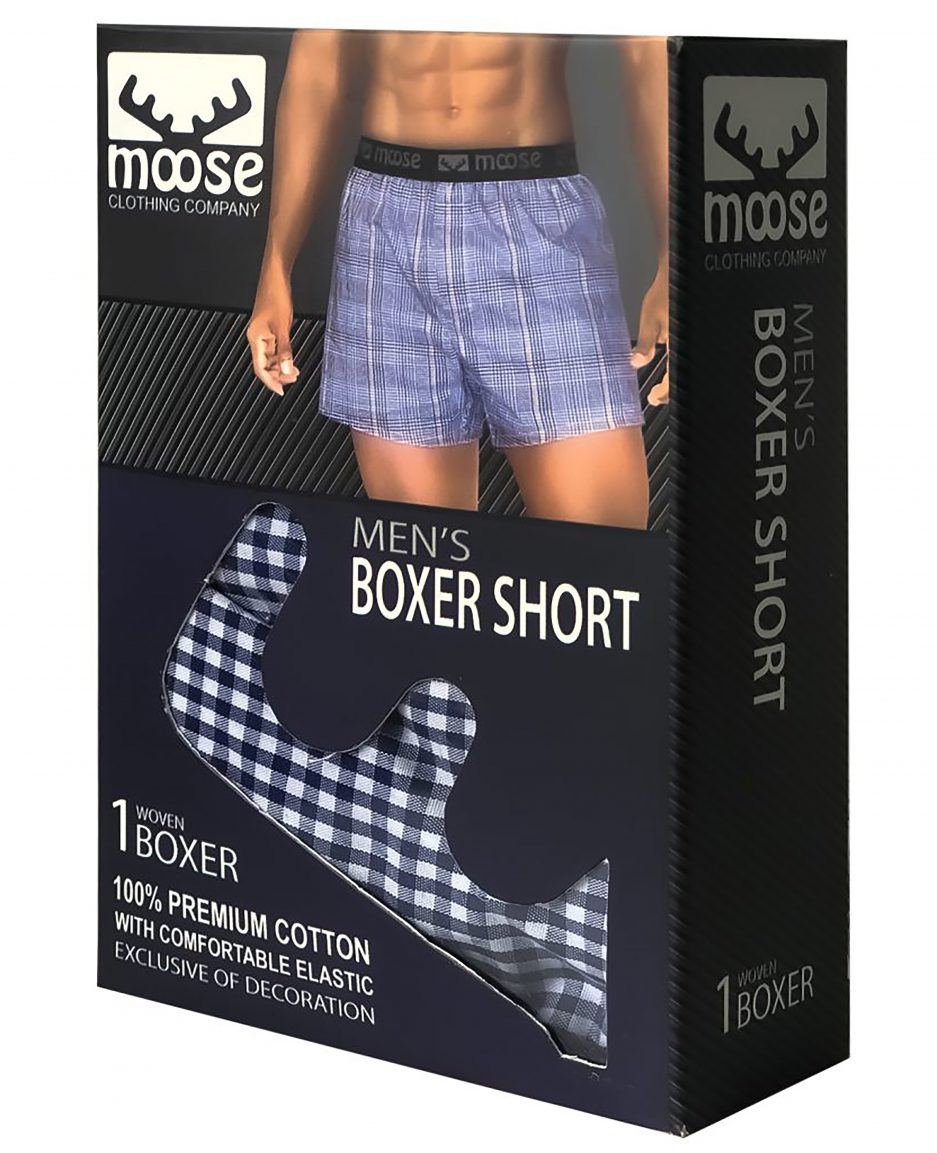 moose
CLOTHING COMPANY
moose moose
MEN'S
BOXER SHORT
1 WOVEN
BOXER
100% PREMIUM COTTON
WITH COMFORTABLE ELASTIC
EXCLUSIVE OF DECORATION
moose
CLOTHING COMPANY
MEN'S
BOXER SHORT
1 WOVEN
BOXER